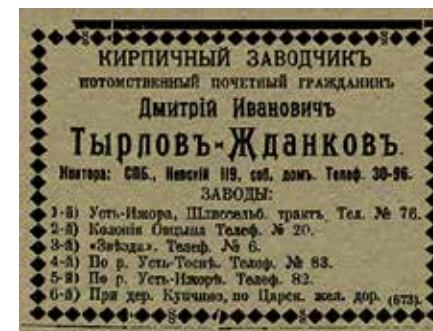 КИРПИЧНЫЙ ЗАВОДЧИКЪ
ПОТОМСТВЕННЫЙ ПОЧЕТНЫЙ ГРАЖДАНИНЪ
Дмитрій Ивановичъ
Тырловъ-Жданковъ.
Контора: СПБ., Невскій 119, соб. домъ. Телеф. 30-96.
ЗАВОДЫ:
1-й) Усть-Ижора, Шлиссельб. трактъ, Тел. № 76.
2-й) Колонія Овцына Телеф. № 20.
3-й) «Звѣзда». Телеф. № 6.
4-й) По р. Усть-Тоснѣ. Телеф. № 83.
5-й) По р. Усть-Ижорѣ. Телеф. 82.
6-й) При дер. Купчино, по Царск. жел. дор. (673).